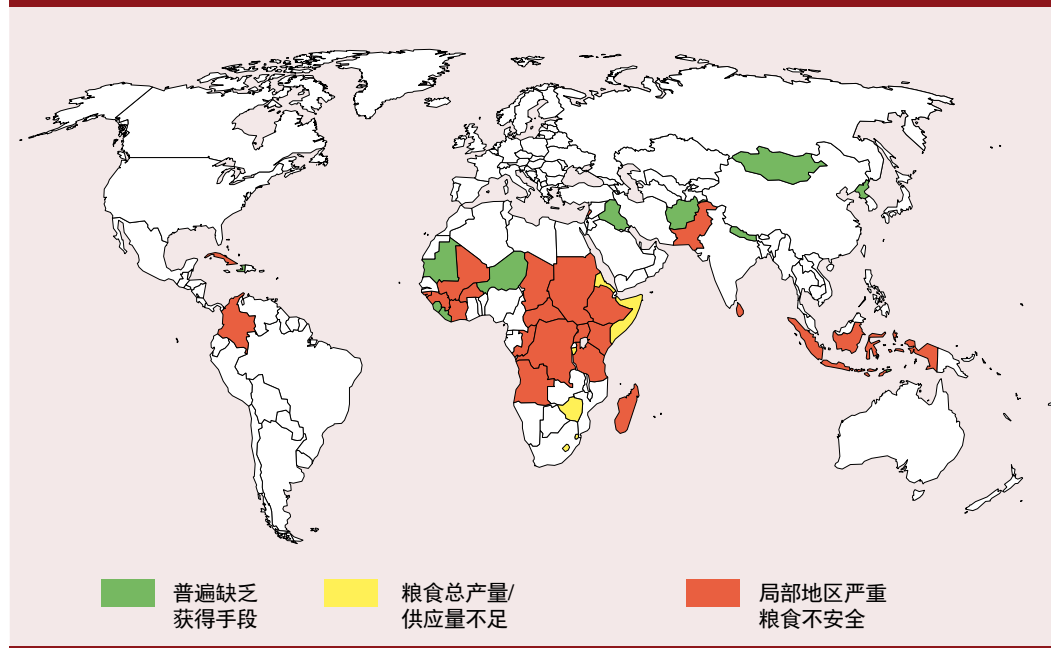 普遍缺乏
获得手段
粮食总产量/
供应量不足
局部地区严重
粮食不安全